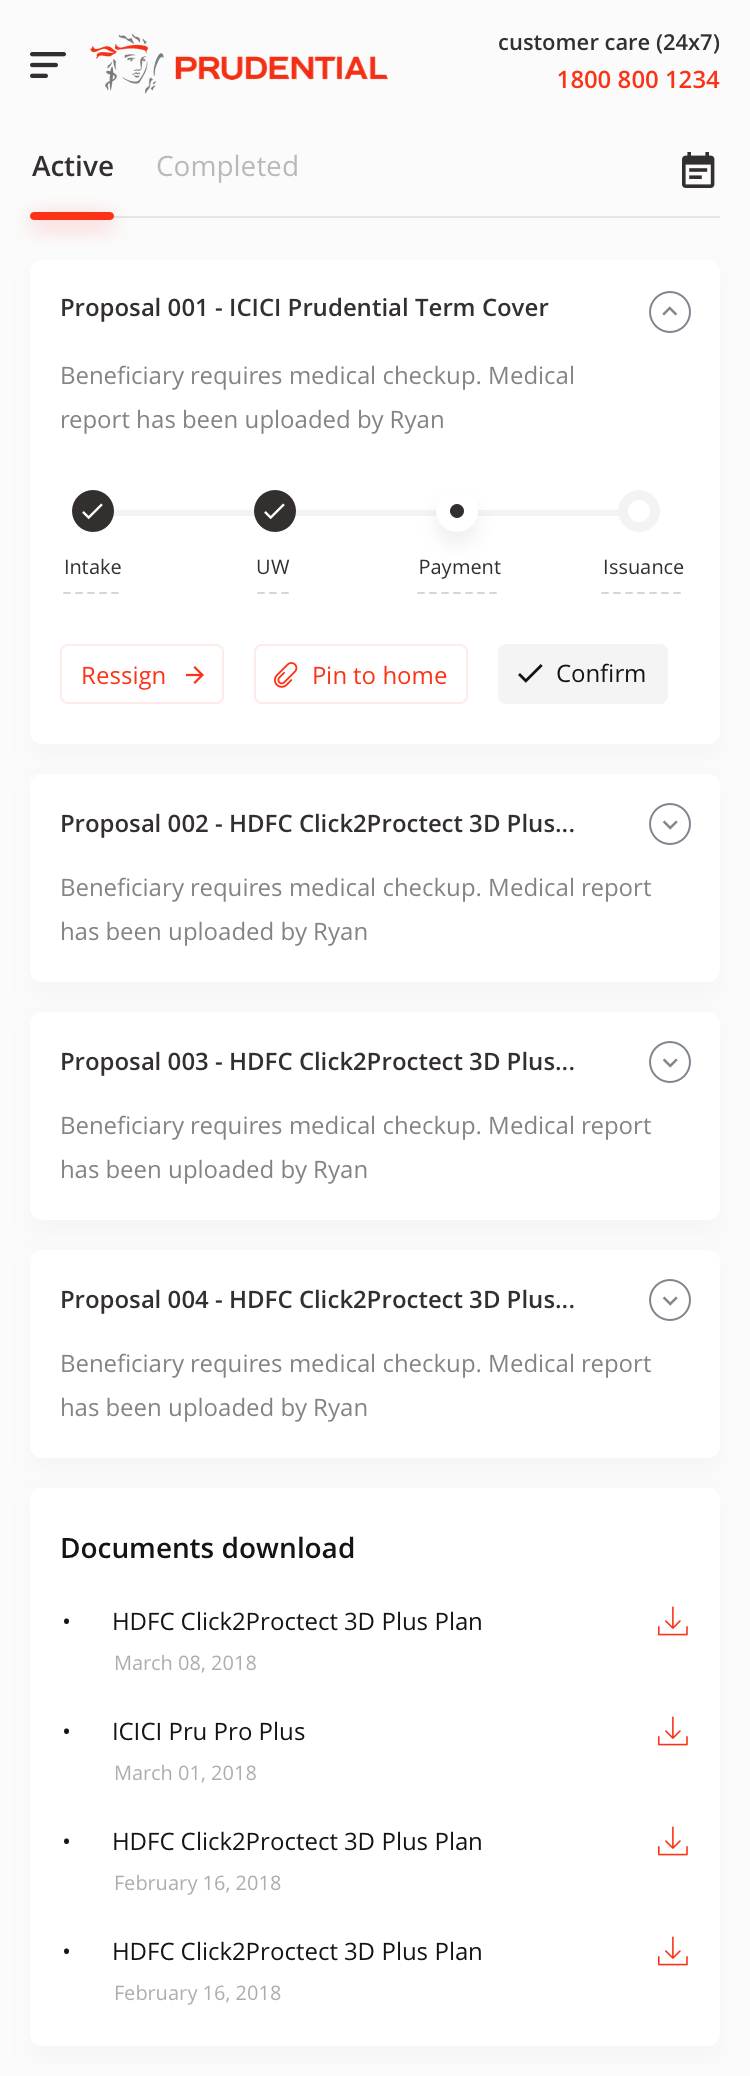 PRUDENTIAL
customer care (24x7)
1800 800 1234
Active
Completed
Proposal 001 - ICICI Prudential Term Cover
Beneficiary requires medical checkup. Medical
report has been uploaded by Ryan
Intake
UW
Payment
Issuance
Ressign
Pin to home
Confirm
Proposal 002 - HDFC Click2Proctect 3D Plus...
Beneficiary requires medical checkup. Medical report
has been uploaded by Ryan
Proposal 003 - HDFC Click2Proctect 3D Plus...
Beneficiary requires medical checkup. Medical report
has been uploaded by Ryan
Proposal 004 - HDFC Click2Proctect 3D Plus...
Beneficiary requires medical checkup. Medical report
has been uploaded by Ryan
Documents download
• HDFC Click2Proctect 3D Plus Plan
March 08, 2018
• ICICI Pru Pro Plus
March 01, 2018
• HDFC Click2Proctect 3D Plus Plan
February 16, 2018
• HDFC Click2Proctect 3D Plus Plan
February 16, 2018